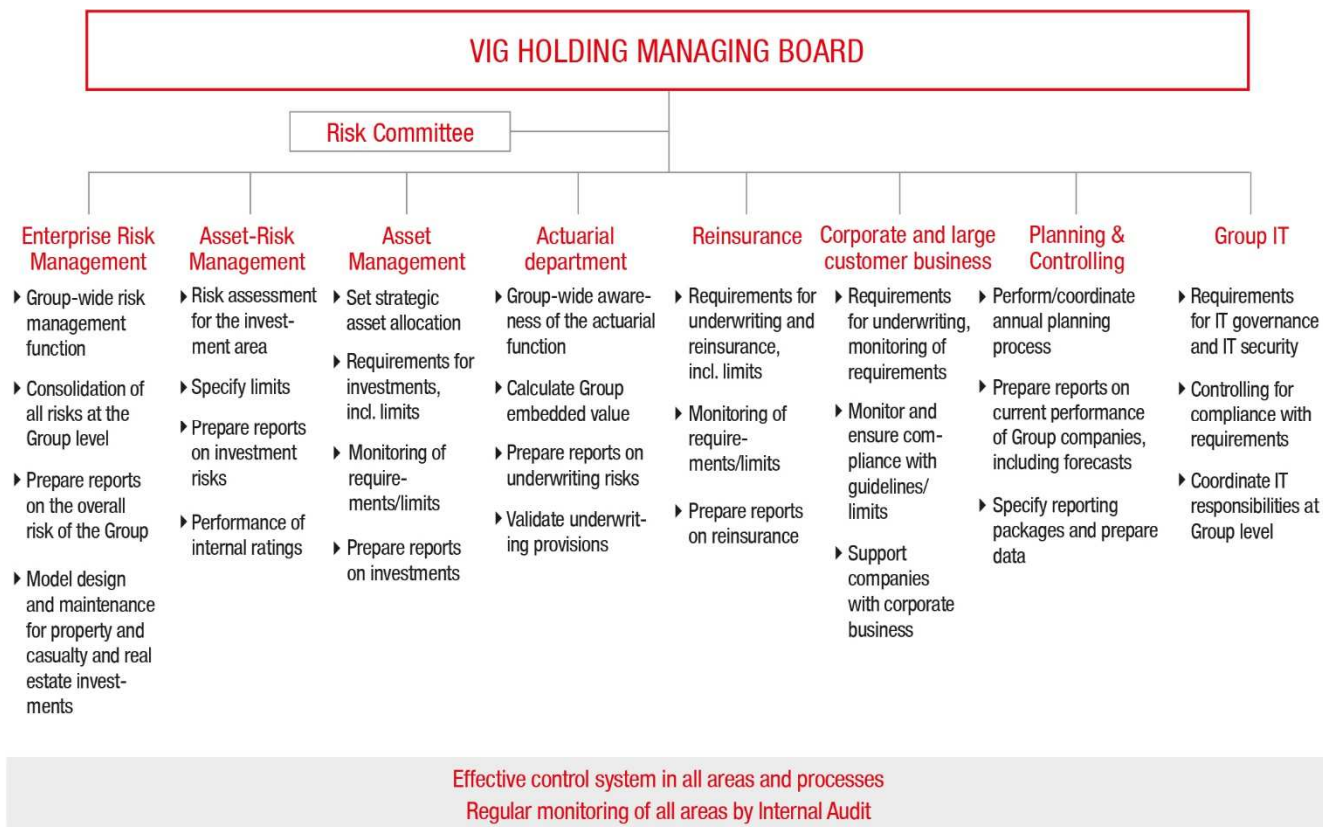 VIG HOLDING MANAGING BOARD
Risk Committee
Enterprise Risk
Management
▶ Group-wide risk
management
function
▶ Consolidation of
all risks at the
Group level
▶ Prepare reports
on the overall
risk of the Group
▶ Model design
and maintenance
for property and
casualty and real
estate invest-
ments
Asset-Risk
Management
▶ Risk assessment
for the invest-
ment area
▶ Specify limits
▶ Prepare reports
on investment
risks
▶ Performance of
internal ratings
Asset
Management
▶ Set strategic
asset allocation
▶ Requirements for
investments,
incl. limits
▶ Monitoring of
require-
ments/limits
▶ Prepare reports
on investments
Actuarial
department
▶ Group-wide aware-
ness of the actuarial
function
▶ Calculate Group
embedded value
▶ Prepare reports on
underwriting risks
▶ Validate underwrit-
ing provisions
Reinsurance
▶ Requirements for
underwriting and
reinsurance,
incl. limits
▶ Monitoring of
require-
ments/limits
▶ Prepare reports
on reinsurance
Corporate and large
customer business
▶ Requirements
for underwriting,
monitoring of
requirements
▶ Monitor and
ensure com-
pliance with
guidelines/
limits
▶ Support
companies
with corporate
business
Planning &
Controlling
▶ Perform/coordinate
annual planning
process
▶ Prepare reports on
current performance
of Group companies,
including forecasts
▶ Specify reporting
packages and prepare
data
Group IT
▶ Requirements
for IT governance
and IT security
▶ Controlling for
compliance with
requirements
▶ Coordinate IT
responsibilities at
Group level
Effective control system in all areas and processes
Regular monitoring of all areas by Internal Audit